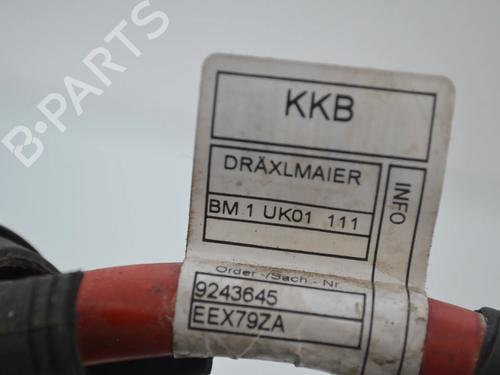 B-PARTS
KKB
DRÄXLMAIER
BM 1 UK01 111
INFO
Order -/Sach.- Nr.
9243645
EEX79ZA